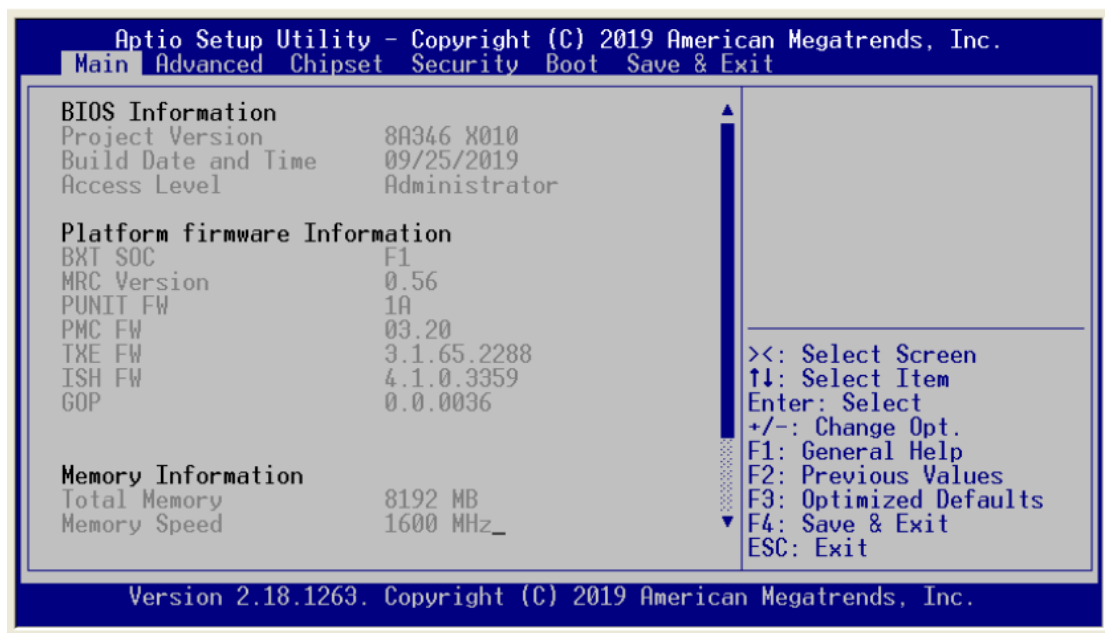 Aptio Setup Utility – Copyright (C) 2019 American Megatrends, Inc.
Main Advanced Chipset Security Boot Save & Exit
BIOS Information
Project Version 8A346 X010
Build Date and Time 09/25/2019
Access Level Administrator
Platform firmware Information
BXT SOC F1
MRC Version 0.56
PUNIT FW 1A
PMC FW 03.20
TXE FW 3.1.65.2288
ISH FW 4.1.0.3359
GOP 0.0.0036
Memory Information
Total Memory 8192 MB
Memory Speed 1600 MHz_
><: Select Screen
↑↓: Select Item
Enter: Select
+/-: Change Opt.
F1: General Help
F2: Previous Values
F3: Optimized Defaults
F4: Save & Exit
ESC: Exit
Version 2.18.1263. Copyright (C) 2019 American Megatrends, Inc.